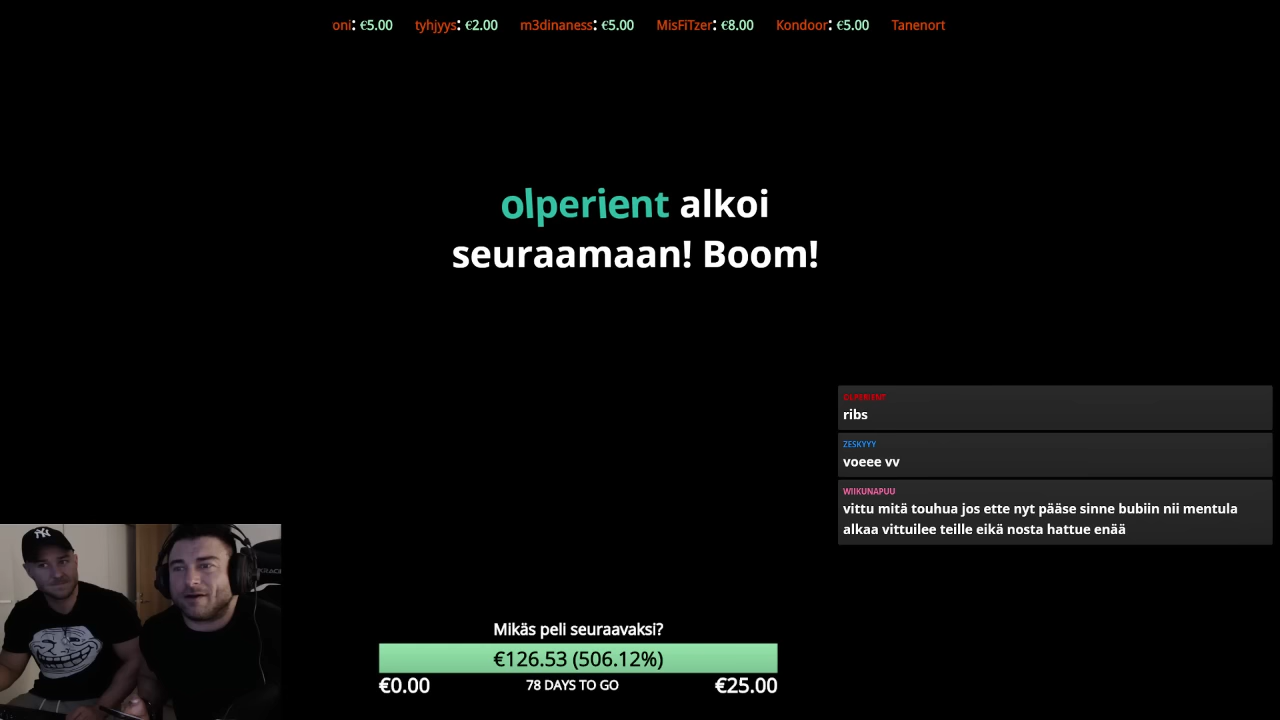 oni: €5.00 tyhjyys: €2.00 m3dinaness: €5.00 MisFiTzer: €8.00 Kondoor: €5.00 Tanenort
olperient alkoi
seuraamaan! Boom!
OLPERIENT
ribs
ZESKYYY
voeee vv
WIIKUNAPUU
vittu mitä touhua jos ette nyt pääse sinne bubiin nii mentula
alkaa vittuilee teille eikä nosta hattue enää
Mikäs peli seuraavaksi?
€126.53 (506.12%)
€0.00 78 DAYS TO GO €25.00